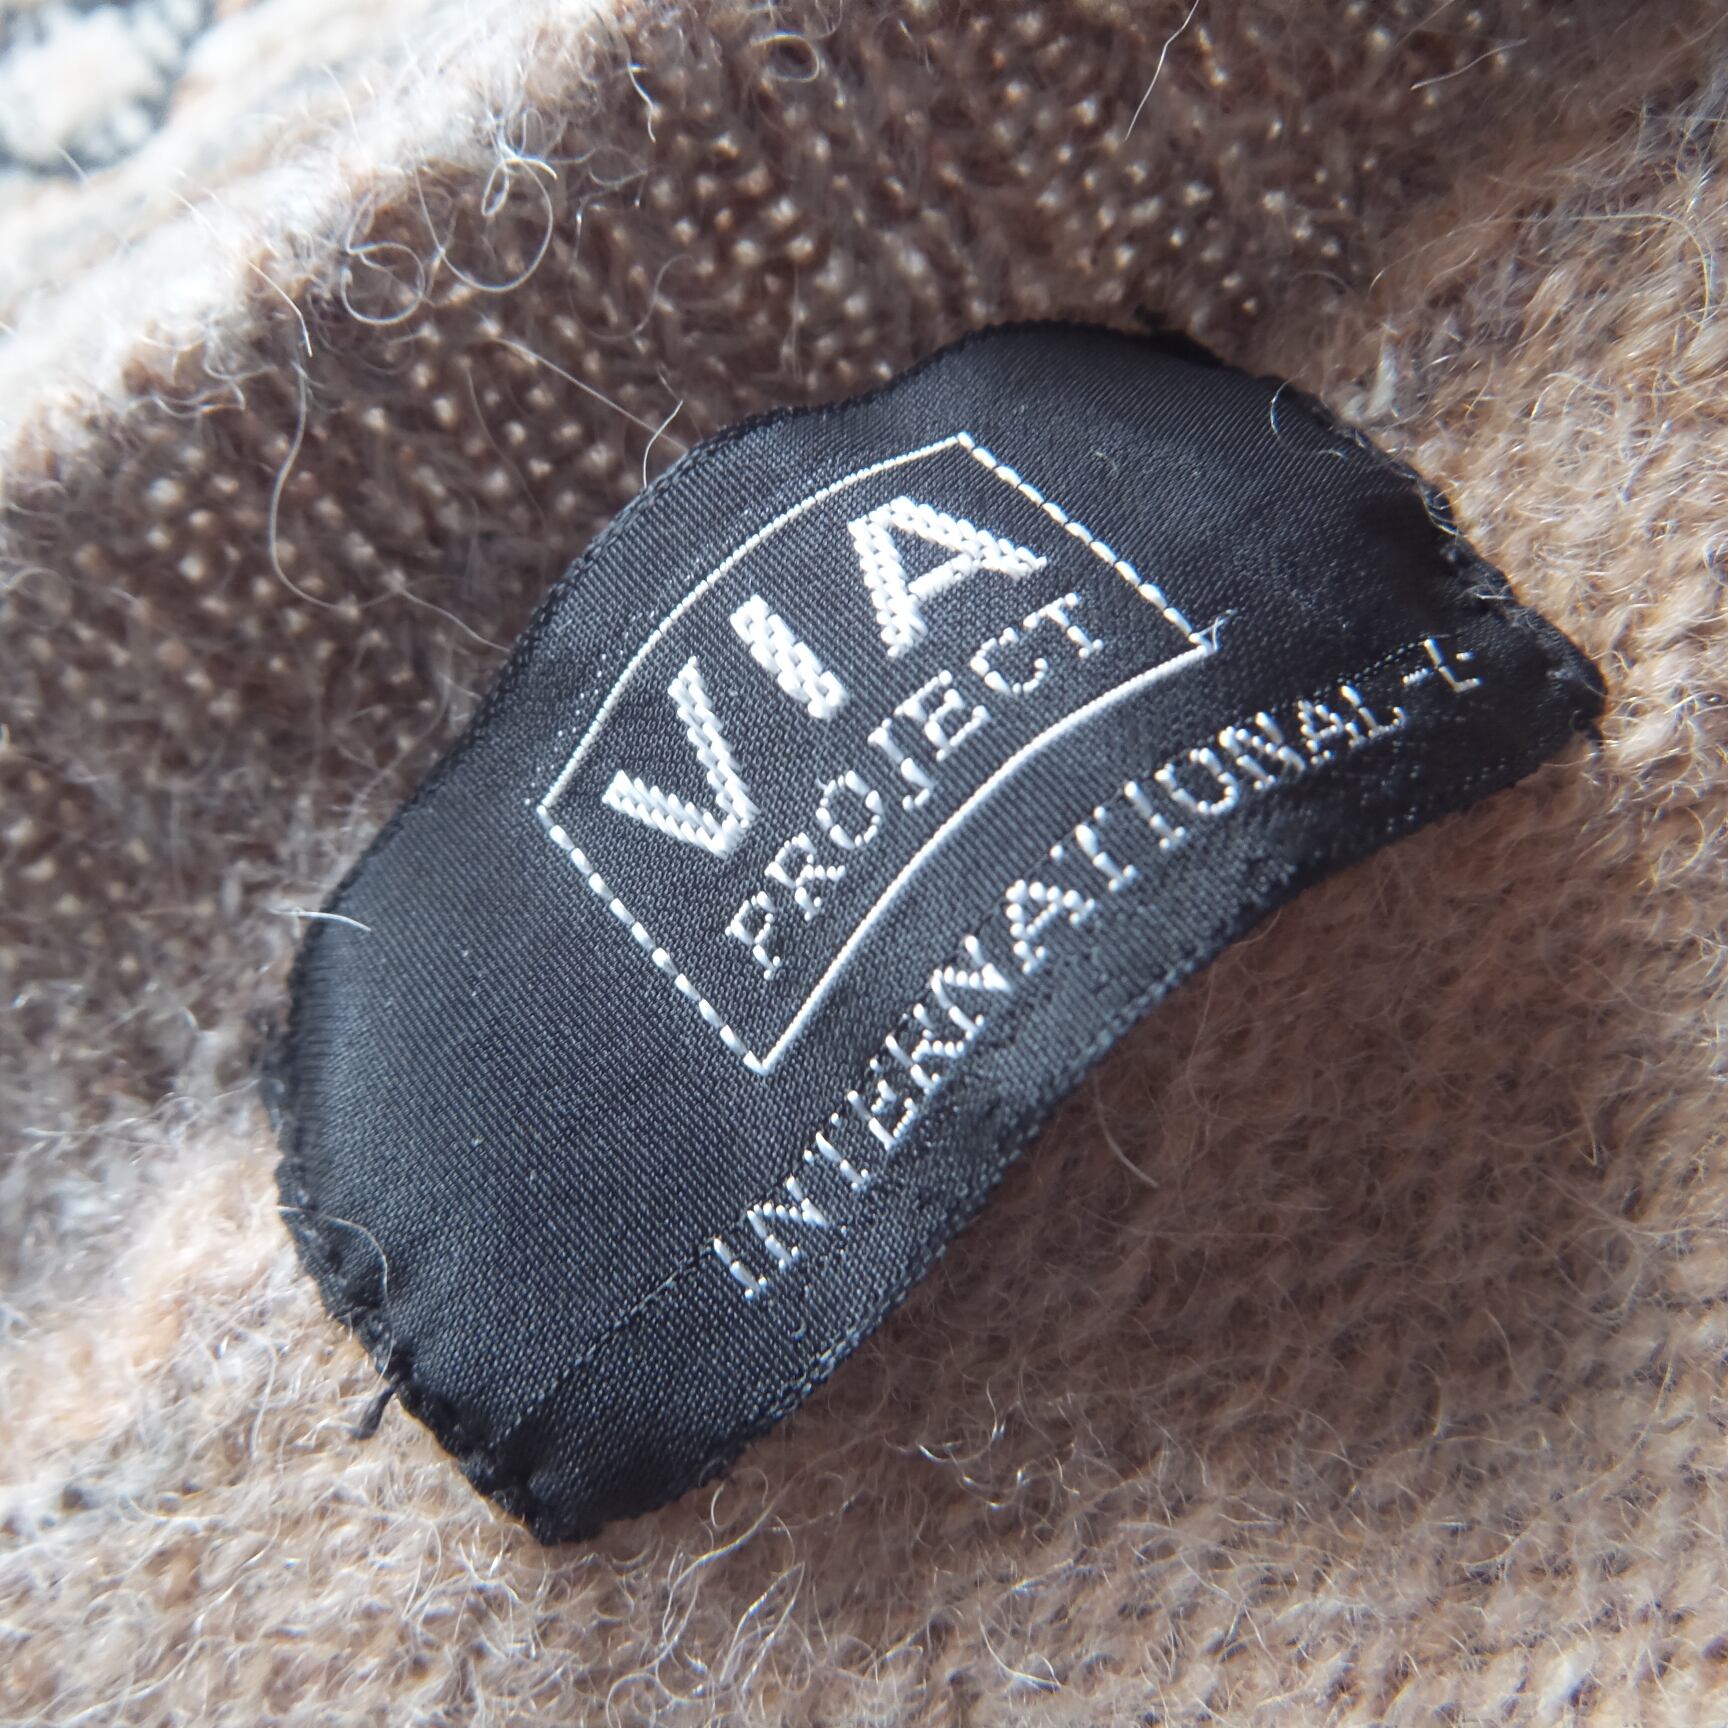 VIA
PROJECT
INTERNATIONAL - L